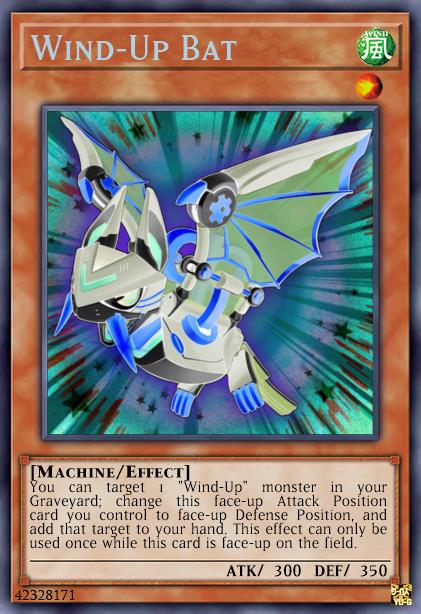 WIND-UP BAT
WIND
風
[MACHINE/EFFECT]
You can target 1 "Wind-Up" monster in your
Graveyard; change this face-up Attack Position
card you control to face-up Defense Position, and
add that target to your hand. This effect can only be
used once while this card is face-up on the field.
ATK/ 300 DEF/ 350
42328171